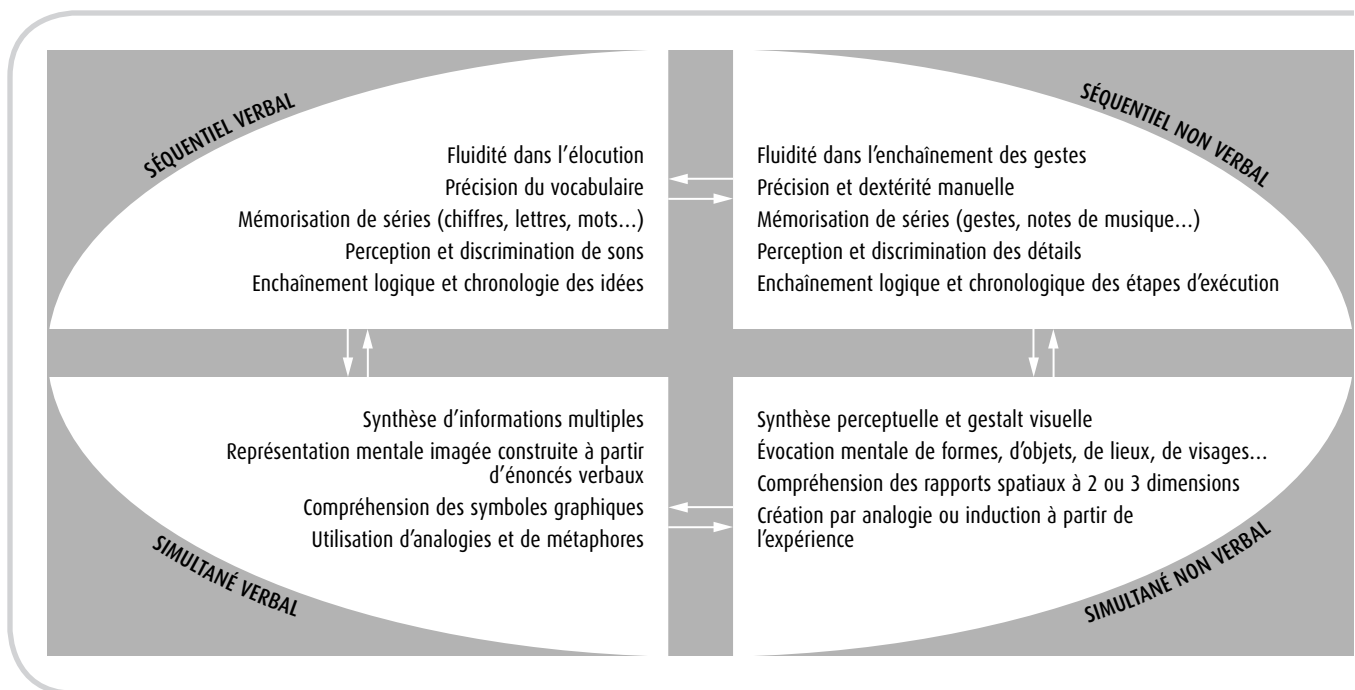 SÉQUENTIEL VERBAL
Fluidité dans l’élocution
Précision du vocabulaire
Mémorisation de séries (chiffres, lettres, mots…)
Perception et discrimination de sons
Enchaînement logique et chronologie des idées
SÉQUENTIEL NON VERBAL
Fluidité dans l’enchaînement des gestes
Précision et dextérité manuelle
Mémorisation de séries (gestes, notes de musique…)
Perception et discrimination des détails
Enchaînement logique et chronologique des étapes d’exécution
Synthèse d’informations multiples
Représentation mentale imagée construite à partir
d’énoncés verbaux
Compréhension des symboles graphiques
Utilisation d’analogies et de métaphores
SIMULTANÉ VERBAL
Synthèse perceptuelle et gestalt visuelle
Évocation mentale de formes, d’objets, de lieux, de visages…
Compréhension des rapports spatiaux à 2 ou 3 dimensions
Création par analogie ou induction à partir de
l’expérience
SIMULTANÉ NON VERBAL